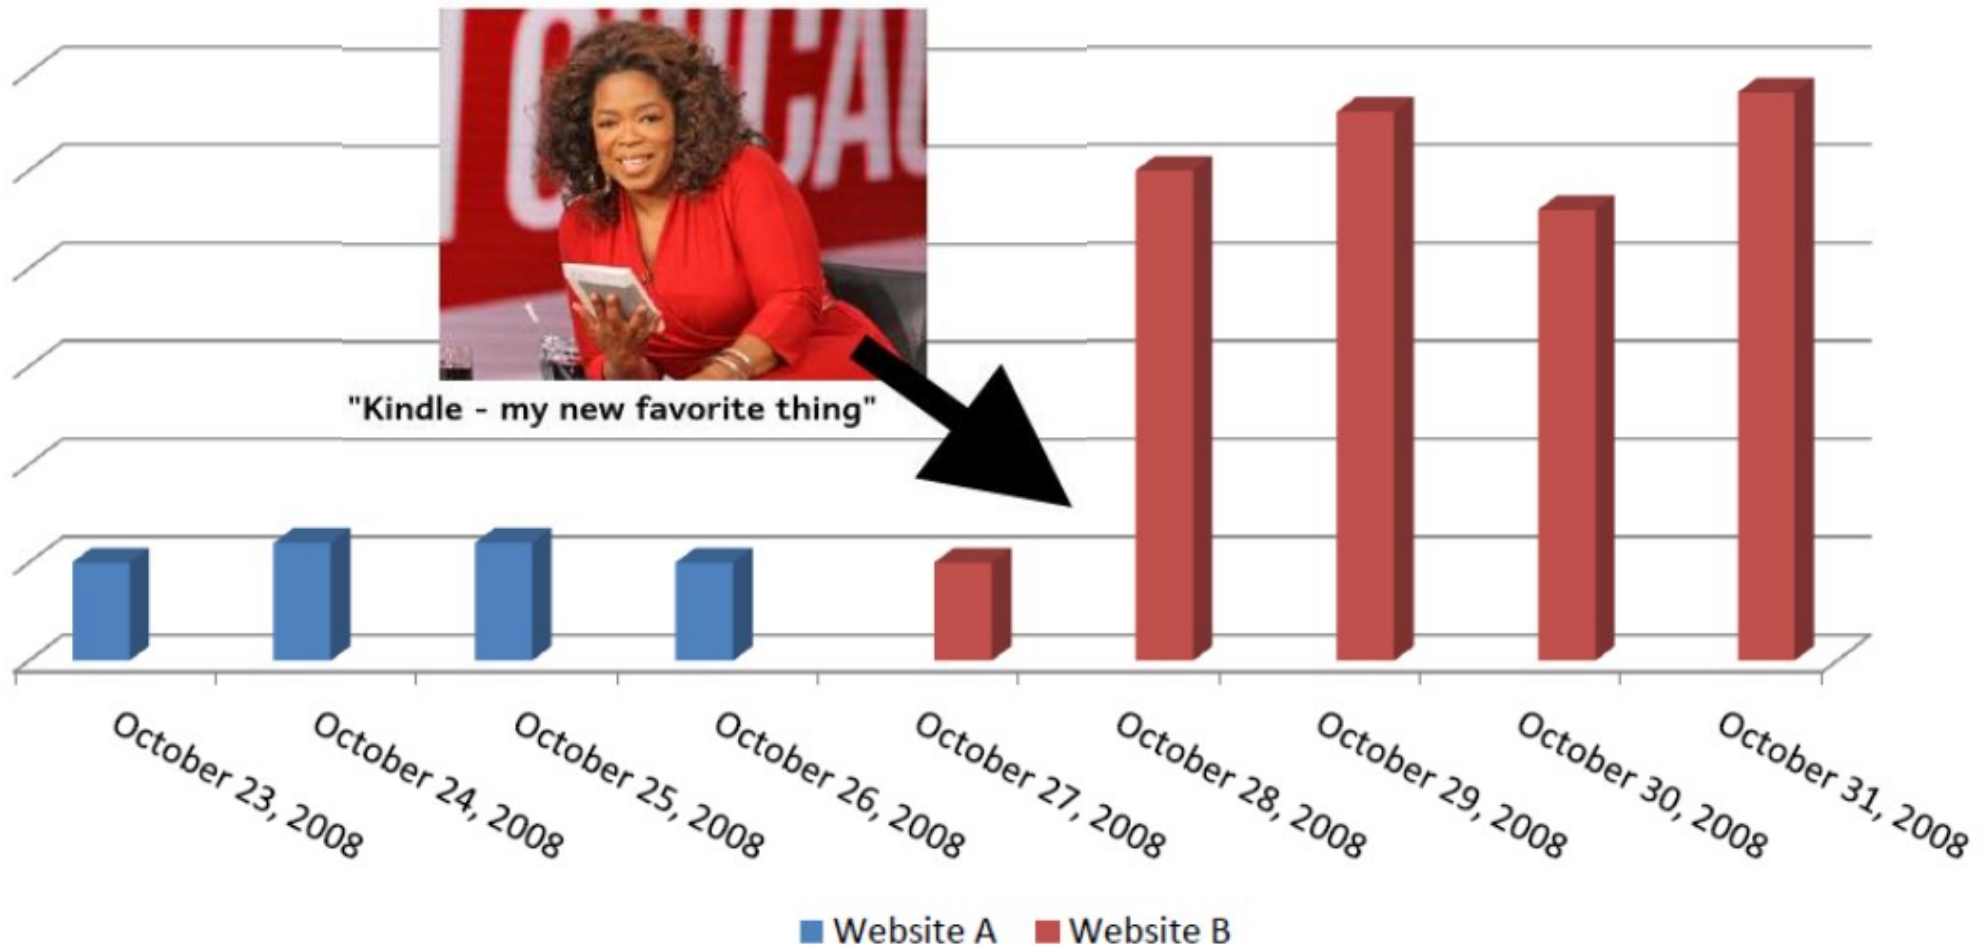 "Kindle - my new favorite thing"
October 23, 2008
October 24, 2008
October 25, 2008
October 26, 2008
October 27, 2008
October 28, 2008
October 29, 2008
October 30, 2008
October 31, 2008
Website A
Website B